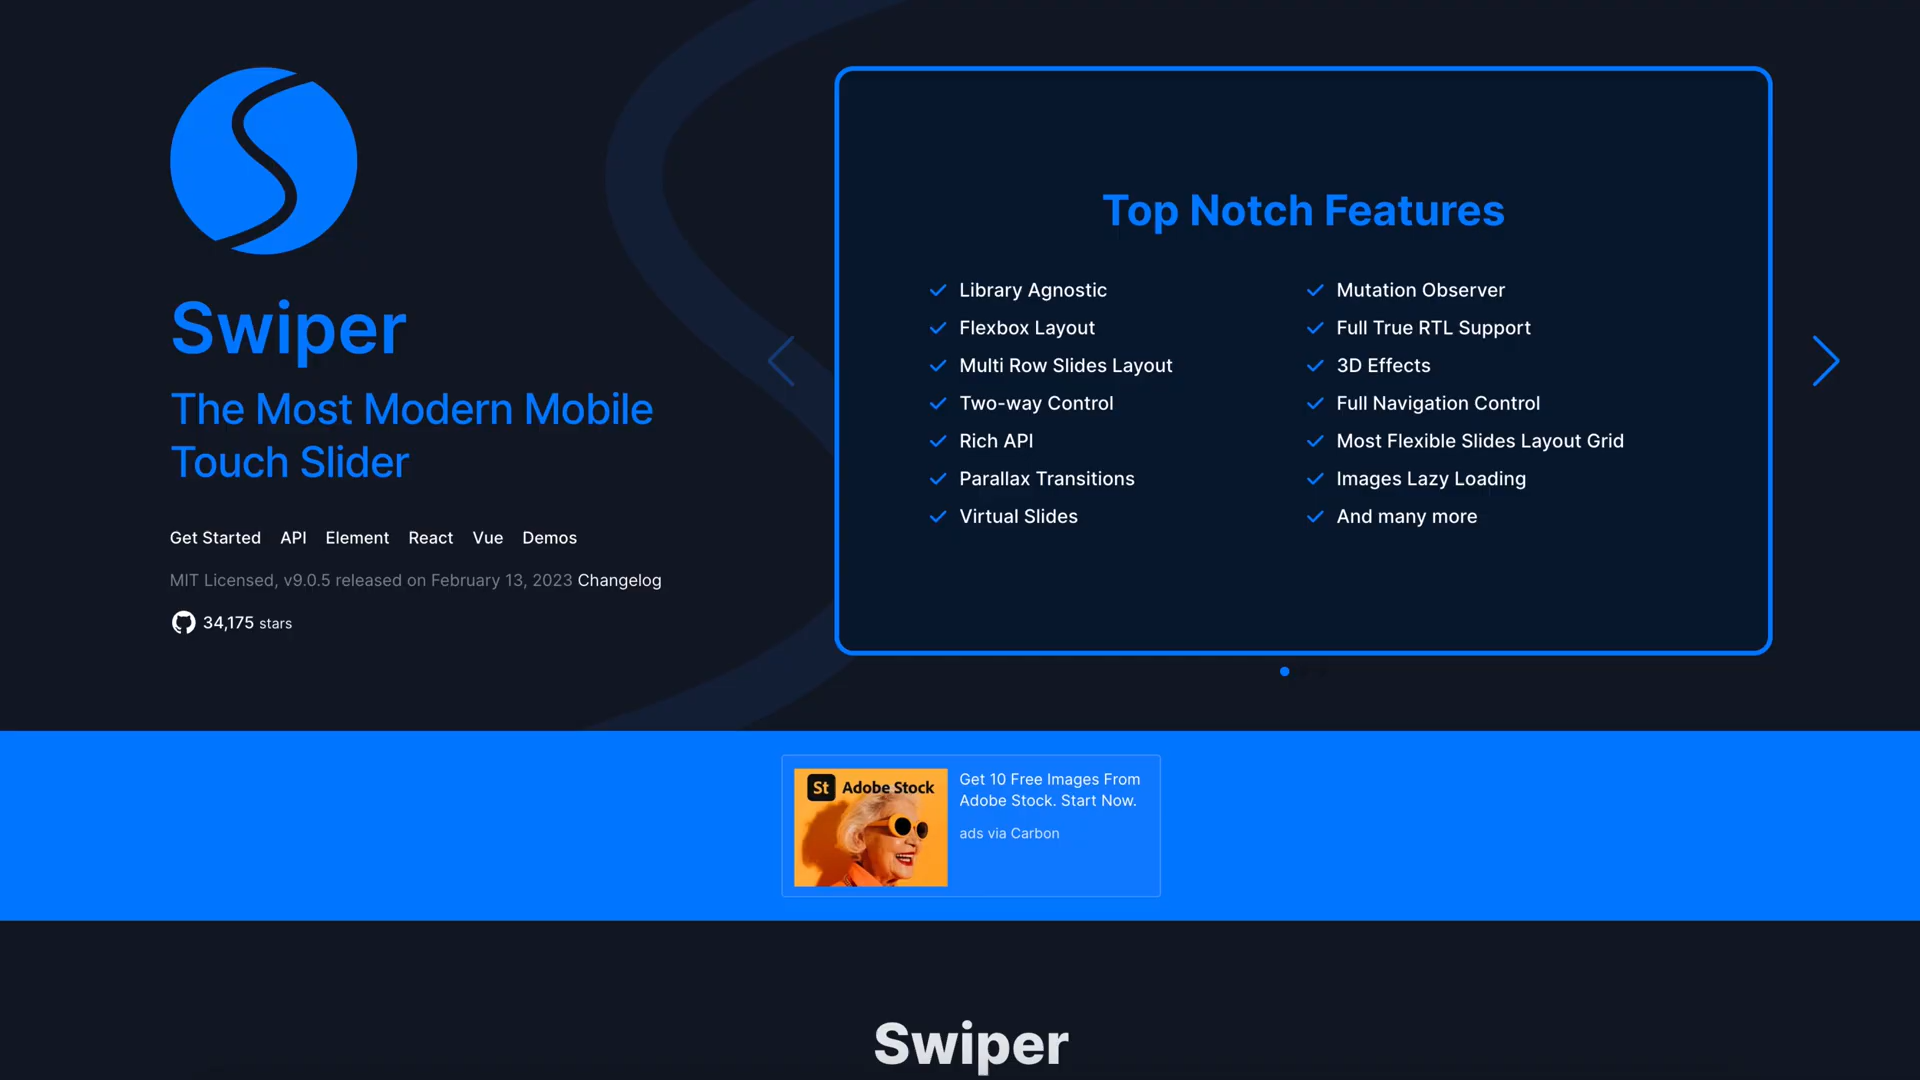 Swiper
The Most Modern Mobile
Touch Slider
Get Started API Element React Vue Demos
MIT Licensed, v9.0.5 released on February 13, 2023 Changelog
34,175 stars
Top Notch Features
Library Agnostic
Flexbox Layout
Multi Row Slides Layout
Two-way Control
Rich API
Parallax Transitions
Virtual Slides
Mutation Observer
Full True RTL Support
3D Effects
Full Navigation Control
Most Flexible Slides Layout Grid
Images Lazy Loading
And many more
St Adobe Stock
Get 10 Free Images From
Adobe Stock. Start Now.
ads via Carbon
Swiper